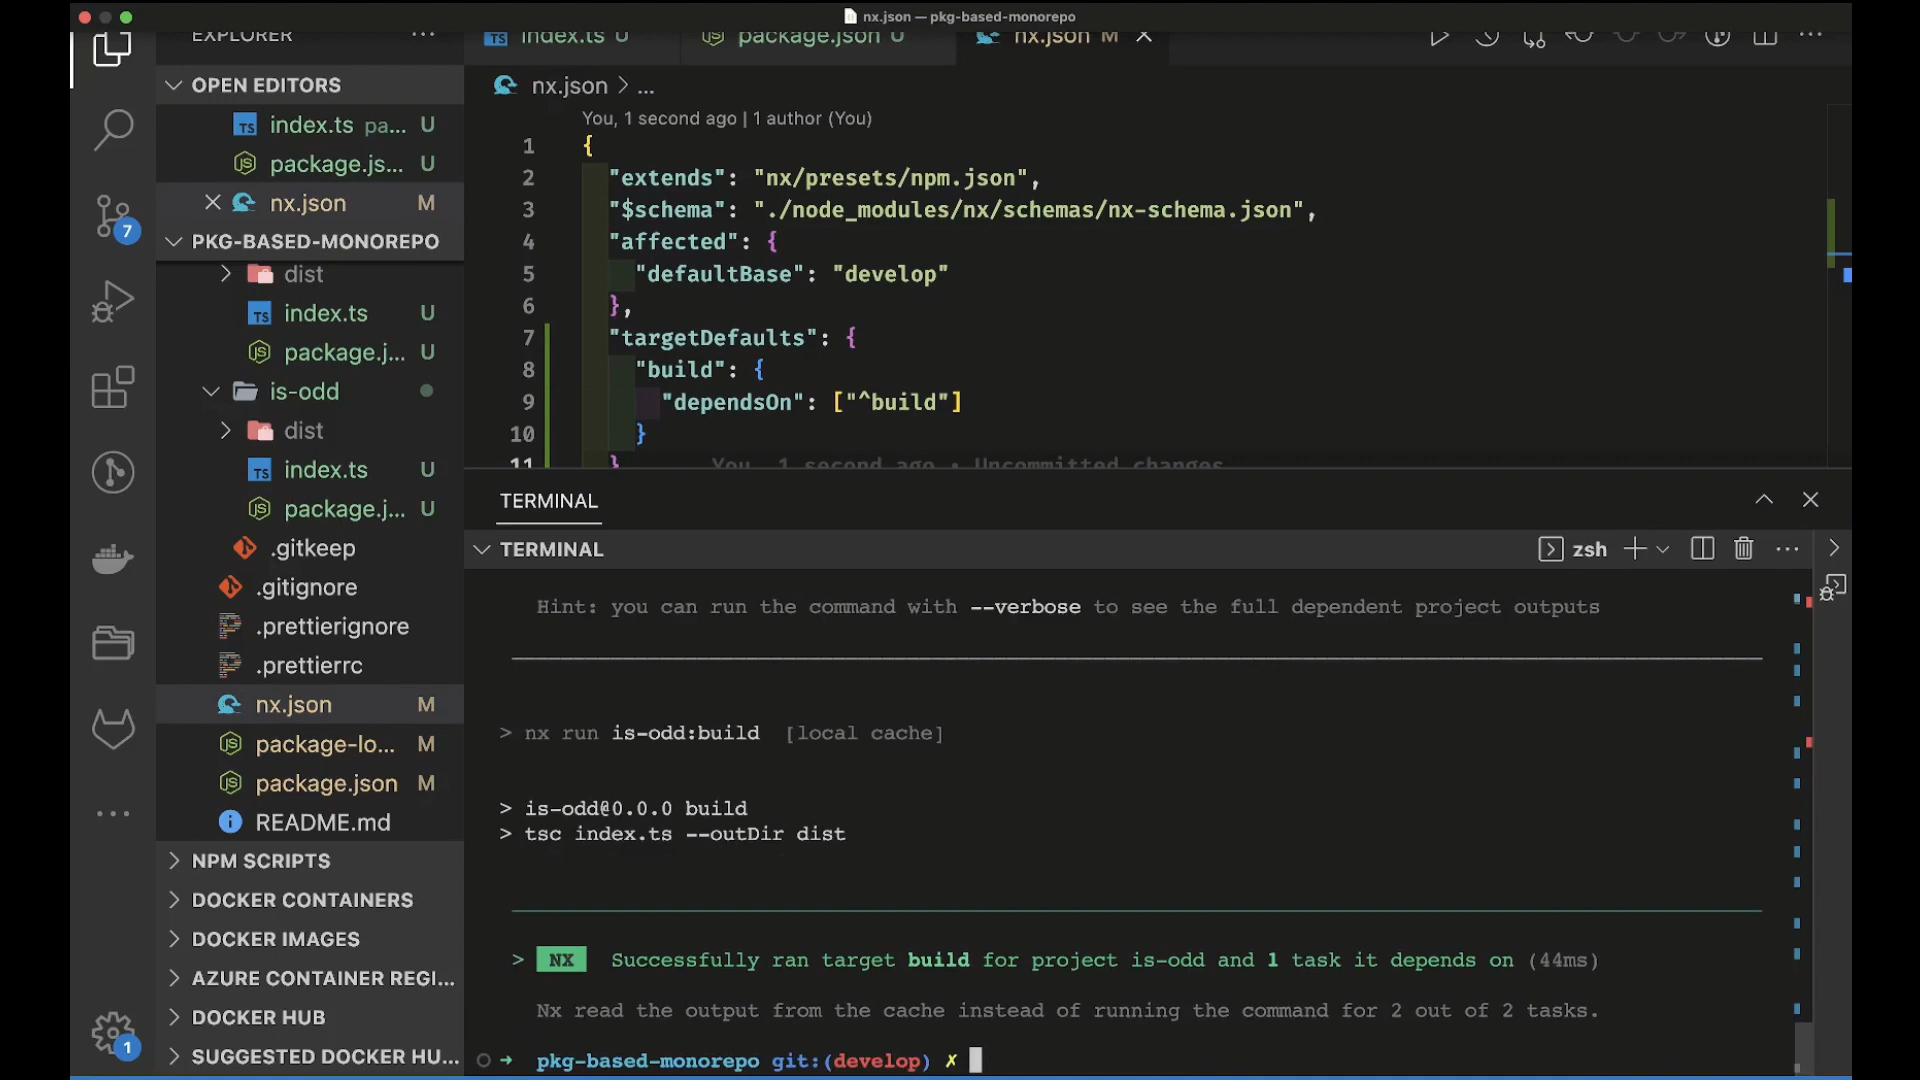 nx.json — pkg-based-monorepo
EXPLORER
index.ts U
package.json U
nx.json M
OPEN EDITORS
index.ts pa... U
package.js... U
nx.json M
PKG-BASED-MONOREPO
dist
index.ts U
package.j... U
is-odd
dist
index.ts U
package.j... U
.gitkeep
.gitignore
.prettierignore
.prettierrc
nx.json M
package-lo... M
package.json M
README.md
NPM SCRIPTS
DOCKER CONTAINERS
DOCKER IMAGES
AZURE CONTAINER REGI...
DOCKER HUB
SUGGESTED DOCKER HU...
7
1
nx.json > ...
You, 1 second ago | 1 author (You)
1 {
2 "extends": "nx/presets/npm.json",
3 "$schema": "./node_modules/nx/schemas/nx-schema.json",
4 "affected": {
5 "defaultBase": "develop"
6 },
7 "targetDefaults": {
8 "build": {
9 "dependsOn": ["^build"]
10 }
11 } You, 1 second ago • Uncommitted changes
TERMINAL
TERMINAL
zsh
Hint: you can run the command with --verbose to see the full dependent project outputs
> nx run is-odd:build [local cache]
> is-odd@0.0.0 build
> tsc index.ts --outDir dist
> NX Successfully ran target build for project is-odd and 1 task it depends on (44ms)
Nx read the output from the cache instead of running the command for 2 out of 2 tasks.
➜ pkg-based-monorepo git:(develop) ✗